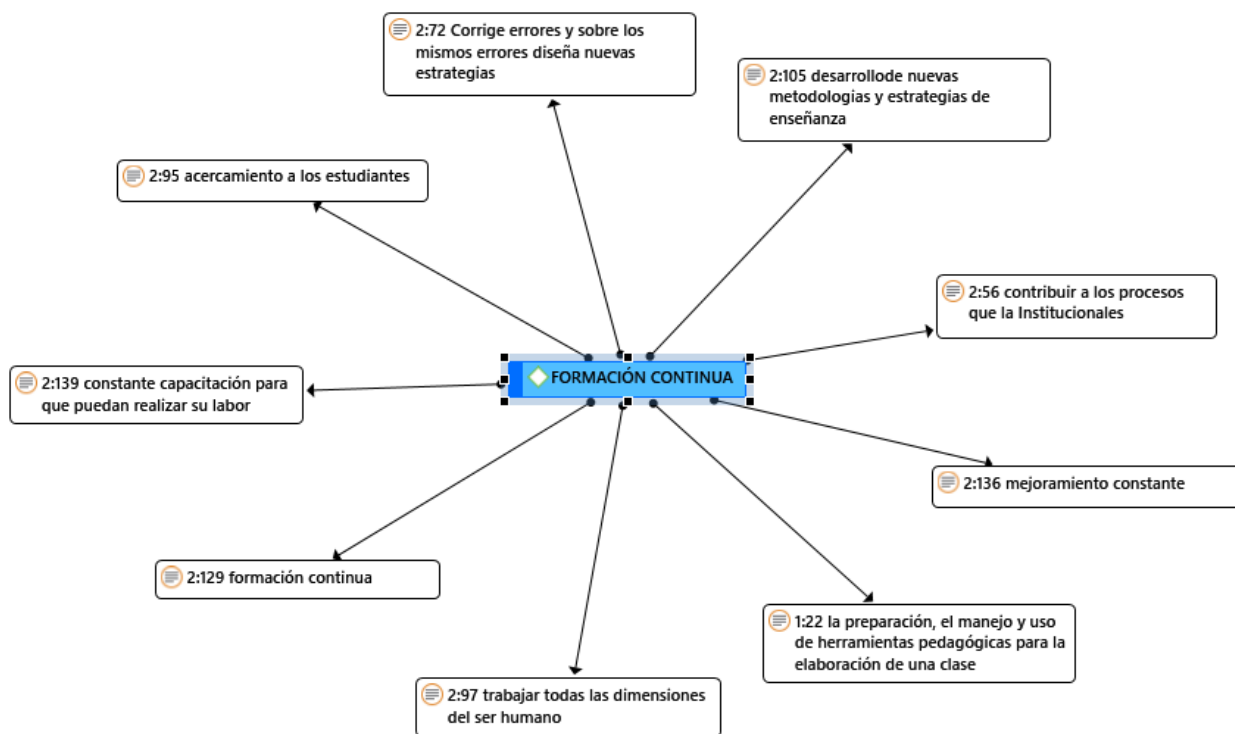 2:72 Corrige errores y sobre los
mismos errores diseña nuevas
estrategias
2:105 desarrollode nuevas
metodologias y estrategias de
enseñanza
2:95 acercamiento a los estudiantes
2:56 contribuir a los procesos
que la Institucionales
FORMACIÓN CONTINUA
2:139 constante capacitación para
que puedan realizar su labor
2:136 mejoramiento constante
2:129 formación continua
1:22 la preparación, el manejo y uso
de herramientas pedagógicas para la
elaboración de una clase
2:97 trabajar todas las dimensiones
del ser humano